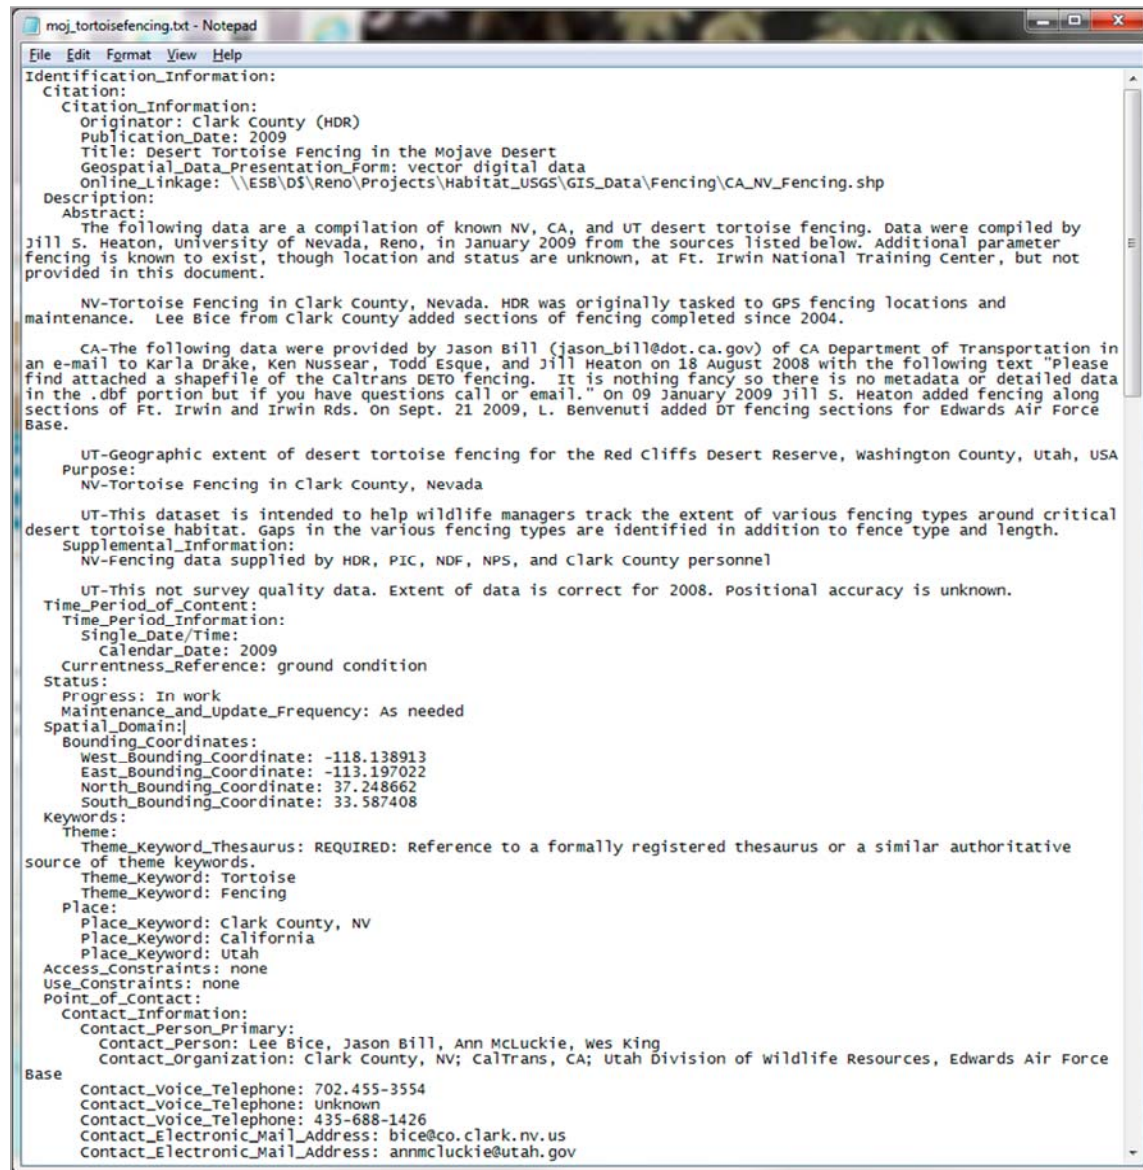 moj_tortoisefencing.txt - Notepad
File Edit Format View Help
Identification_Information:
Citation:
Citation_Information:
Originator: Clark County (HDR)
Publication_Date: 2009
Title: Desert Tortoise Fencing in the Mojave Desert
Geospatial_Data_Presentation_Form: vector digital data
Online_Linkage: \\ESB\D$\Reno\Projects\Habitat_USGS\GIS_Data\Fencing\CA_NV_Fencing.shp
Description:
Abstract:
The following data are a compilation of known NV, CA, and UT desert tortoise fencing. Data were compiled by
Jill S. Heaton, University of Nevada, Reno, in January 2009 from the sources listed below. Additional parameter
fencing is known to exist, though location and status are unknown, at Ft. Irwin National Training Center, but not
provided in this document.
NV-Tortoise Fencing in Clark County, Nevada. HDR was originally tasked to GPS fencing locations and
maintenance. Lee Bice from Clark County added sections of fencing completed since 2004.
CA-The following data were provided by Jason Bill (jason_bill@dot.ca.gov) of CA Department of Transportation in
an e-mail to Karla Drake, Ken Nussear, Todd Esque, and Jill Heaton on 18 August 2008 with the following text "Please
find attached a shapefile of the Caltrans DETO fencing. It is nothing fancy so there is no metadata or detailed data
in the .dbf portion but if you have questions call or email." On 09 January 2009 Jill S. Heaton added fencing along
sections of Ft. Irwin and Irwin Rds. On Sept. 21 2009, L. Benvenuti added DT fencing sections for Edwards Air Force
Base.
UT-Geographic extent of desert tortoise fencing for the Red Cliffs Desert Reserve, Washington County, Utah, USA
Purpose:
NV-Tortoise Fencing in Clark County, Nevada
UT-This dataset is intended to help wildlife managers track the extent of various fencing types around critical
desert tortoise habitat. Gaps in the various fencing types are identified in addition to fence type and length.
Supplemental_Information:
NV-Fencing data supplied by HDR, PIC, NDF, NPS, and Clark County personnel
UT-This not survey quality data. Extent of data is correct for 2008. Positional accuracy is unknown.
Time_Period_of_Content:
Time_Period_Information:
Single_Date/Time:
Calendar_Date: 2009
Currentness_Reference: ground condition
Status:
Progress: In work
Maintenance_and_Update_Frequency: As needed
Spatial_Domain:
Bounding_Coordinates:
West_Bounding_Coordinate: -118.138913
East_Bounding_Coordinate: -113.197022
North_Bounding_Coordinate: 37.248662
South_Bounding_Coordinate: 33.587408
Keywords:
Theme:
Theme_Keyword_Thesaurus: REQUIRED: Reference to a formally registered thesaurus or a similar authoritative
source of theme keywords.
Theme_Keyword: Tortoise
Theme_Keyword: Fencing
Place:
Place_Keyword: Clark County, NV
Place_Keyword: California
Place_Keyword: Utah
Access_Constraints: none
Use_Constraints: none
Point_of_Contact:
Contact_Information:
Contact_Person_Primary:
Contact_Person: Lee Bice, Jason Bill, Ann McLuckie, Wes King
Contact_Organization: Clark County, NV; CalTrans, CA; Utah Division of Wildlife Resources, Edwards Air Force
Base
Contact_Voice_Telephone: 702.455-3554
Contact_Voice_Telephone: Unknown
Contact_Voice_Telephone: 435-688-1426
Contact_Electronic_Mail_Address: bice@co.clark.nv.us
Contact_Electronic_Mail_Address: annmcluckie@utah.gov